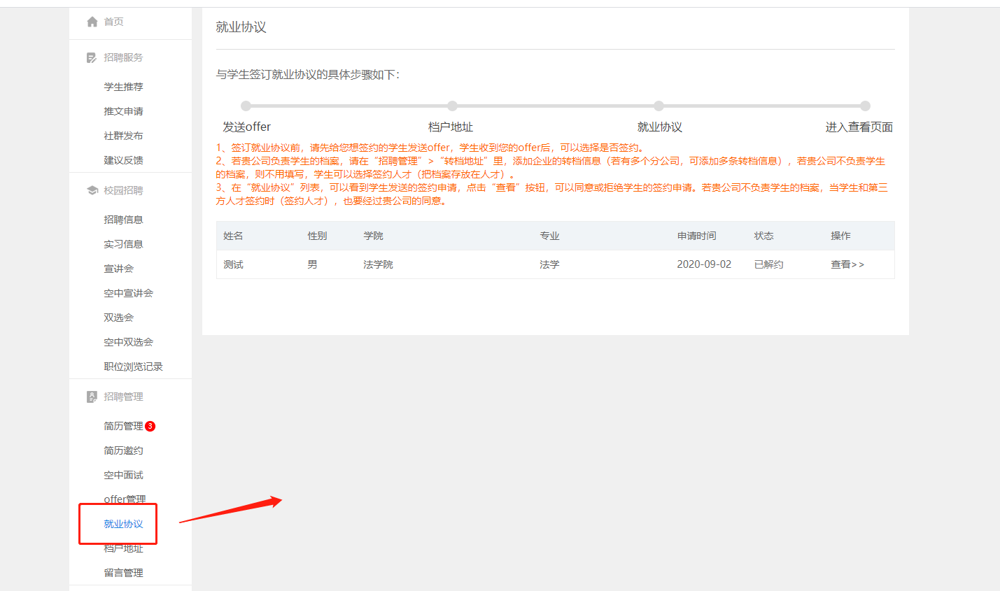 首页
招聘服务
学生推荐
推文申请
社群发布
建议反馈
校园招聘
招聘信息
实习信息
宣讲会
空中宣讲会
双选会
空中双选会
职位浏览记录
招聘管理
简历管理 3
简历邀约
空中面试
offer管理
就业协议
档户地址
留言管理
就业协议
与学生签订就业协议的具体步骤如下：
发送offer 档户地址 就业协议 进入查看页面
1、签订就业协议前，请先给您想签约的学生发送offer，学生收到您的offer后，可以选择是否签约。
2、若贵公司负责学生的档案，请在“招聘管理”>“转档地址”里，添加企业的转档信息（若有多个分公司，可添加多条转档信息），若贵公司不负责学生
的档案，则不用填写，学生可以选择签约人才（把档案存放在人才）。
3、在“就业协议”列表，可以看到学生发送的签约申请，点击“查看”按钮，可以同意或拒绝学生的签约申请。若贵公司不负责学生的档案，当学生和第三
方人才签约时（签约人才），也要经过贵公司的同意。
姓名 性别 学院 专业 申请时间 状态 操作
测试 男 法学院 法学 2020-09-02 已解约 查看>>